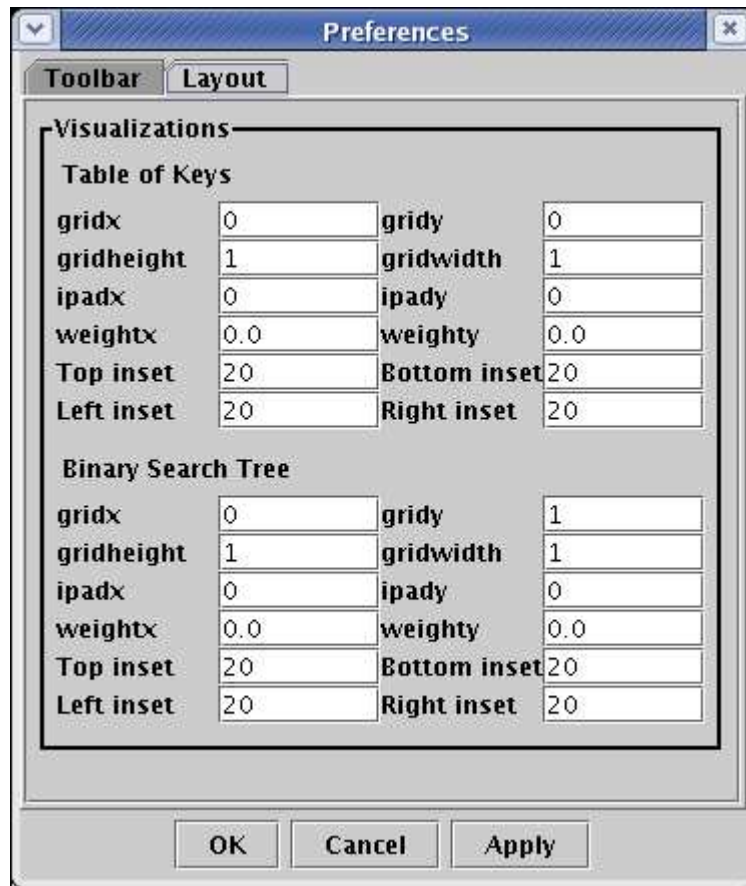 Preferences
Toolbar Layout
Visualizations
Table of Keys
gridx 0 gridy 0
gridheight 1 gridwidth 1
ipadx 0 ipady 0
weightx 0.0 weighty 0.0
Top inset 20 Bottom inset 20
Left inset 20 Right inset 20
Binary Search Tree
gridx 0 gridy 1
gridheight 1 gridwidth 1
ipadx 0 ipady 0
weightx 0.0 weighty 0.0
Top inset 20 Bottom inset 20
Left inset 20 Right inset 20
OK Cancel Apply